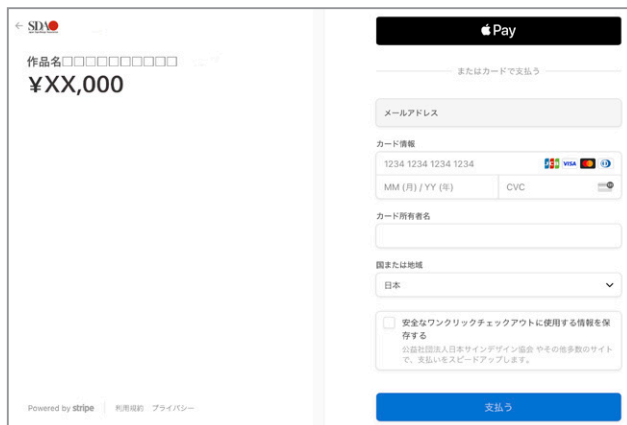 ← SDA
作品名□□□□□□□□□□
¥XX,000
Pay
またはカードで支払う
メールアドレス
カード情報
1234 1234 1234 1234 JCB VISA
MM (月) / YY (年) CVC
カード所有者名
国または地域
日本
安全なワンクリックチェックアウトに使用する情報を保
存する
公益社団法人日本サインデザイン協会 やその他多数のサイト
で、支払いをスピードアップします。
支払う
Powered by stripe 利用規約 プライバシー